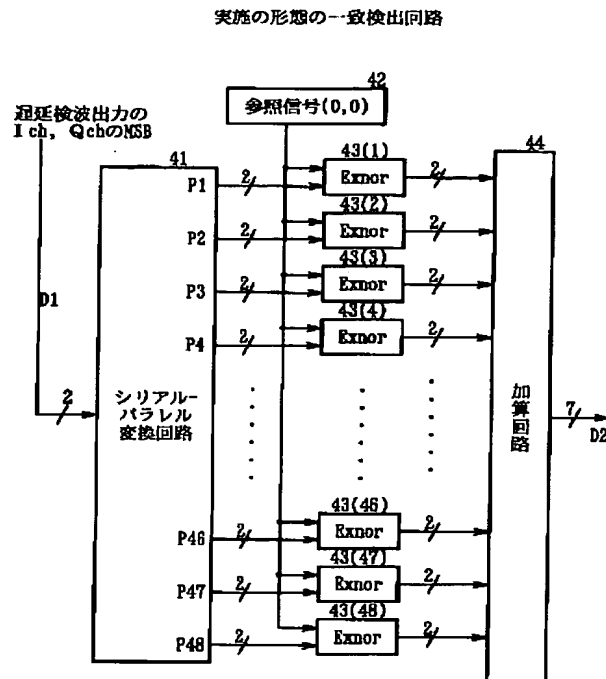 実施の形態の一致検出回路
42
参照信号(0,0)
遅延検波出力の
Ich, QchのMSB
41
43(1)
44
P1
2
Exnor
2
43(2)
P2
2
Exnor
2
43(3)
P3
2
Exnor
2
D1
43(4)
P4
2
Exnor
2
2
シリアル-
パラレル
変換回路
加算回路
7
D2
43(46)
P46
2
Exnor
2
43(47)
P47
2
Exnor
2
43(48)
P48
2
Exnor
2